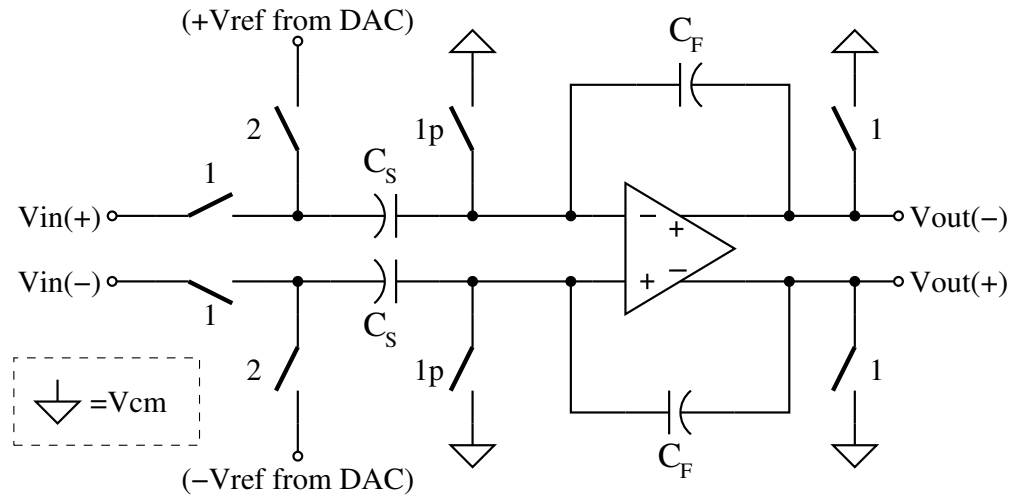 (+Vref from DAC)
C_F
2
1p
1
C_S
1
Vin(+)
−
+
Vout(−)
Vin(−)
+
−
Vout(+)
1
C_S
2
1p
1
=Vcm
C_F
(−Vref from DAC)